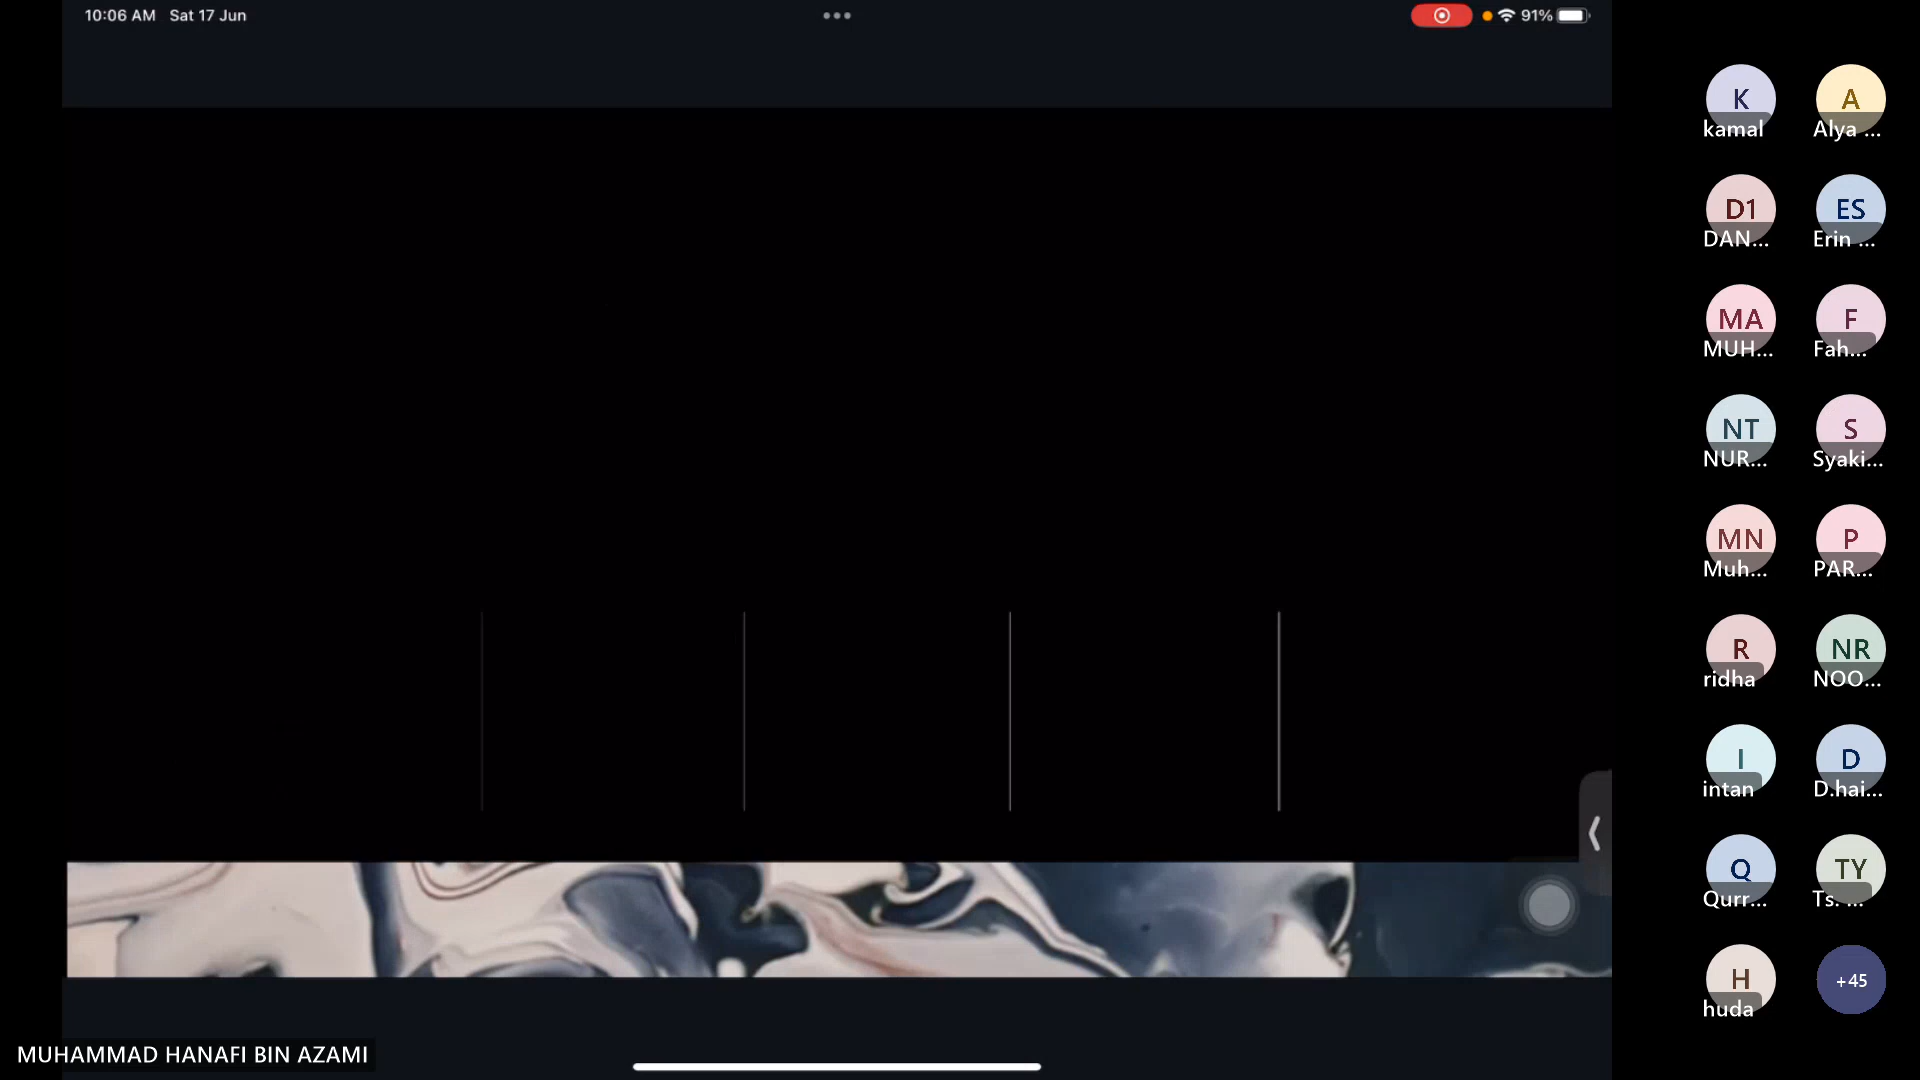 10:06 AM Sat 17 Jun
91%
K
kamal
A
Alya ...
D1
DAN...
ES
Erin ...
MA
MUH...
F
Fah...
NT
NUR...
S
Syaki...
MN
Muh...
P
PAR...
R
ridha
NR
NOO...
I
intan
D
D.hai...
Q
Qurr...
TY
Ts. ...
H
huda
+45
MUHAMMAD HANAFI BIN AZAMI